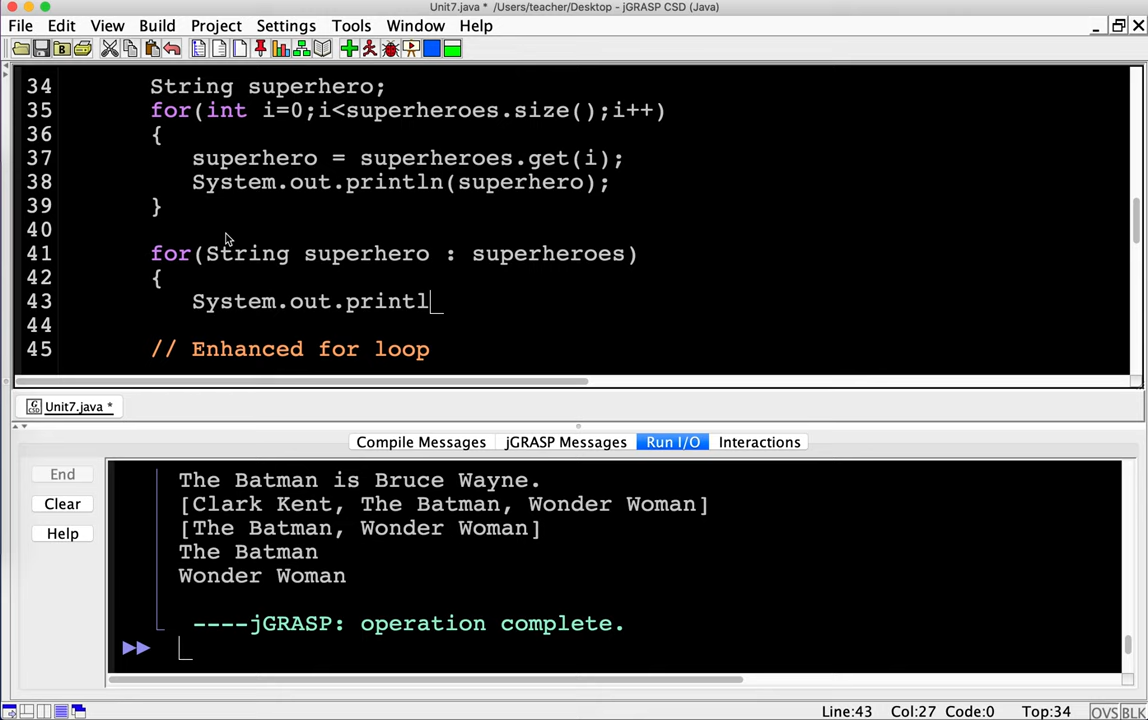 Unit7.java * /Users/teacher/Desktop - jGRASP CSD (Java)
File Edit View Build Project Settings Tools Window Help
34 String superhero;
35 for(int i=0;i<superheroes.size();i++)
36 {
37 superhero = superheroes.get(i);
38 System.out.println(superhero);
39 }
40
41 for(String superhero : superheroes)
42 {
43 System.out.printl
44
45 // Enhanced for loop
Unit7.java *
Compile Messages jGRASP Messages Run I/O Interactions
End
Clear
Help
The Batman is Bruce Wayne.
[Clark Kent, The Batman, Wonder Woman]
[The Batman, Wonder Woman]
The Batman
Wonder Woman
----jGRASP: operation complete.
Line:43 Col:27 Code:0 Top:34 OVS BLK